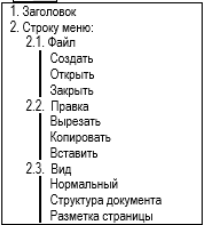 1. Заголовок
2. Строку меню:
2.1. Файл
Создать
Открыть
Закрыть
2.2. Правка
Вырезать
Копировать
Вставить
2.3. Вид
Нормальный
Структура документа
Разметка страницы